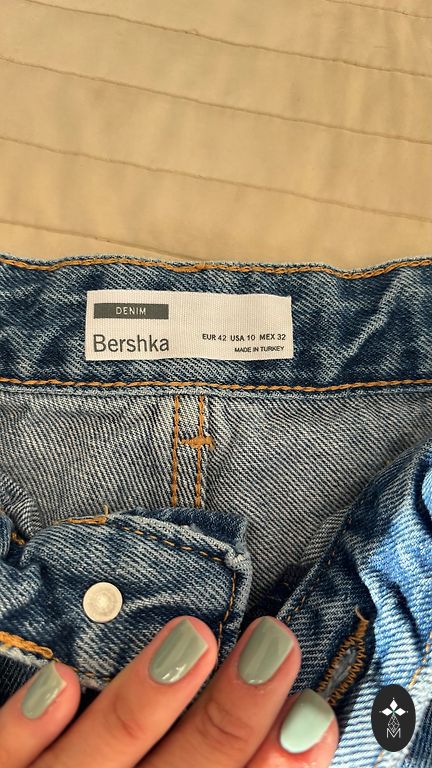 DENIM
Bershka
EUR 42 USA 10 MEX 32
MADE IN TURKEY